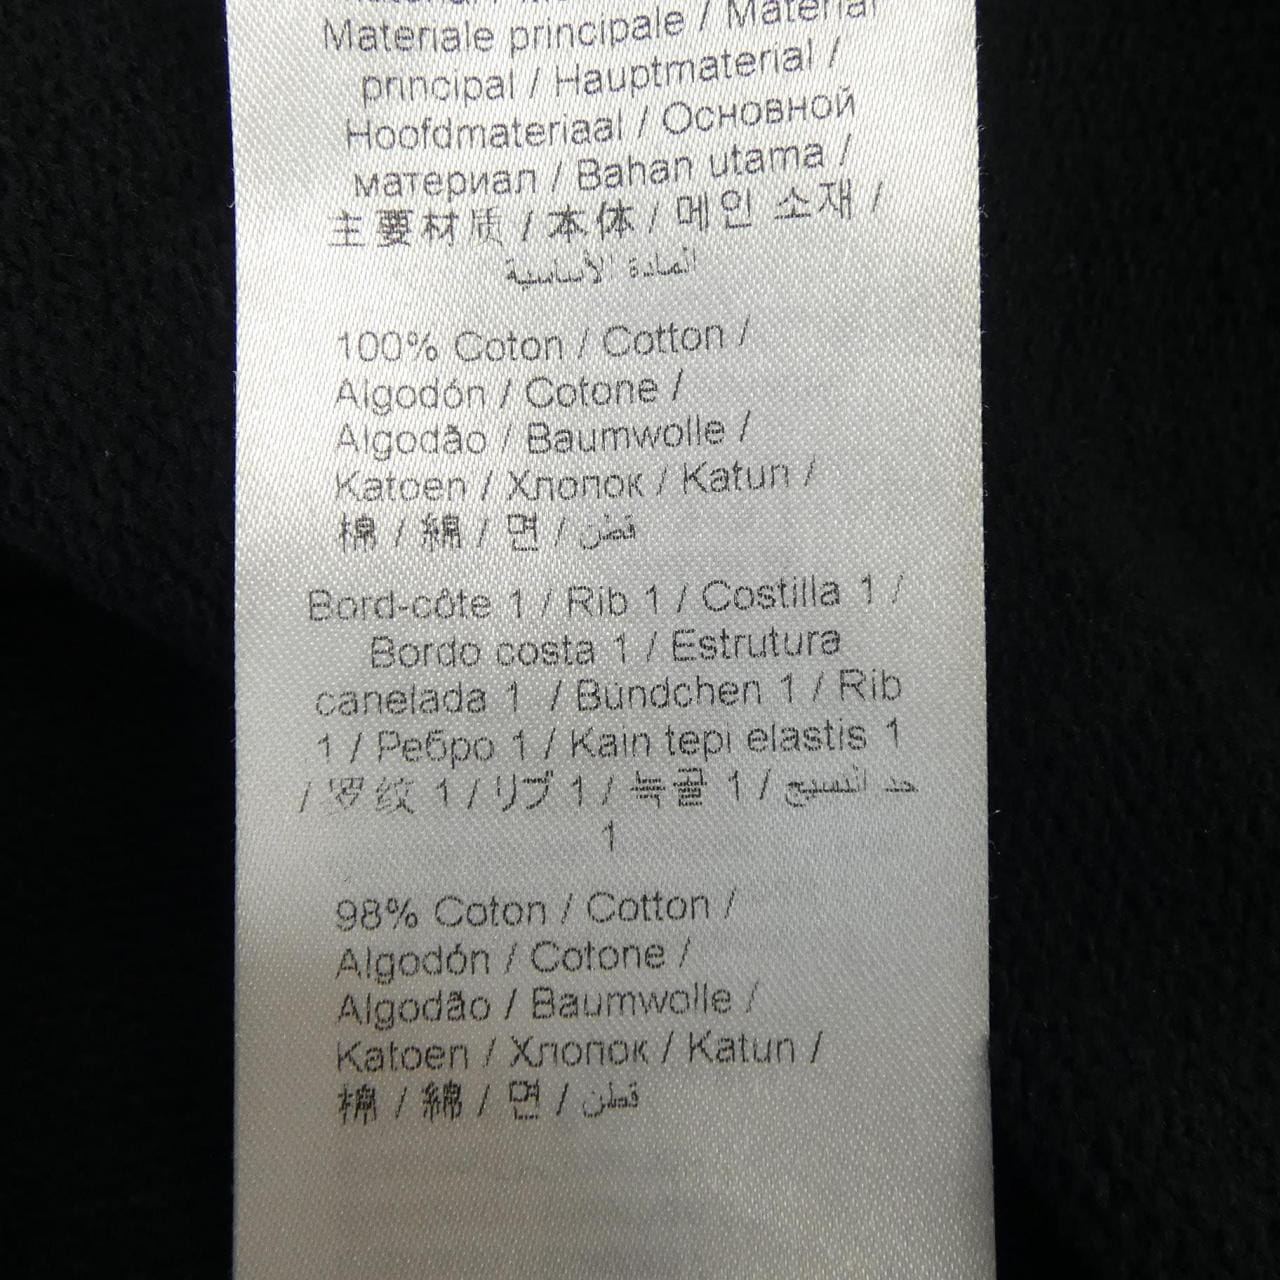 Materiale principale / Material
principal / Hauptmaterial /
Hoofdmateriaal / Основной
материал / Bahan utama /
主要材质 / 本体 / 메인 소재 /
المادة الأساسية
100% Coton / Cotton /
Algodón / Cotone /
Algodão / Baumwolle /
Katoen / Хлопок / Katun /
棉 / 綿 / 면 / قطن
Bord-côte 1 / Rib 1 / Costilla 1 /
Bordo costa 1 / Estrutura
canelada 1 / Bündchen 1 / Rib
1 / Ребро 1 / Kain tepi elastis 1
/ 罗纹 1 / リブ 1 / 늑골 1 / حد النسيج
1
98% Coton / Cotton /
Algodón / Cotone /
Algodão / Baumwolle /
Katoen / Хлопок / Katun /
棉 / 綿 / 면 / قطن